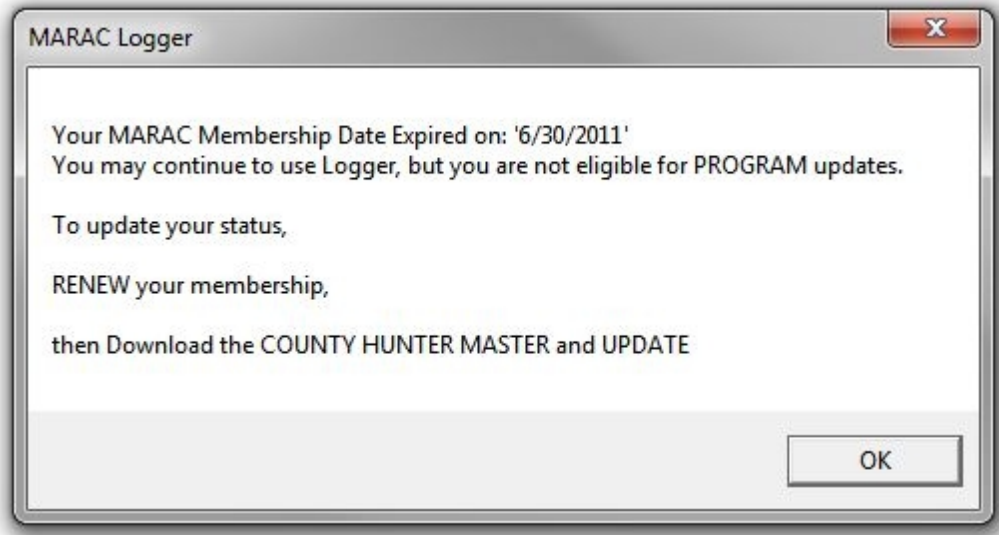 MARAC Logger
Your MARAC Membership Date Expired on: '6/30/2011'
You may continue to use Logger, but you are not eligible for PROGRAM updates.
To update your status,
RENEW your membership,
then Download the COUNTY HUNTER MASTER and UPDATE
OK